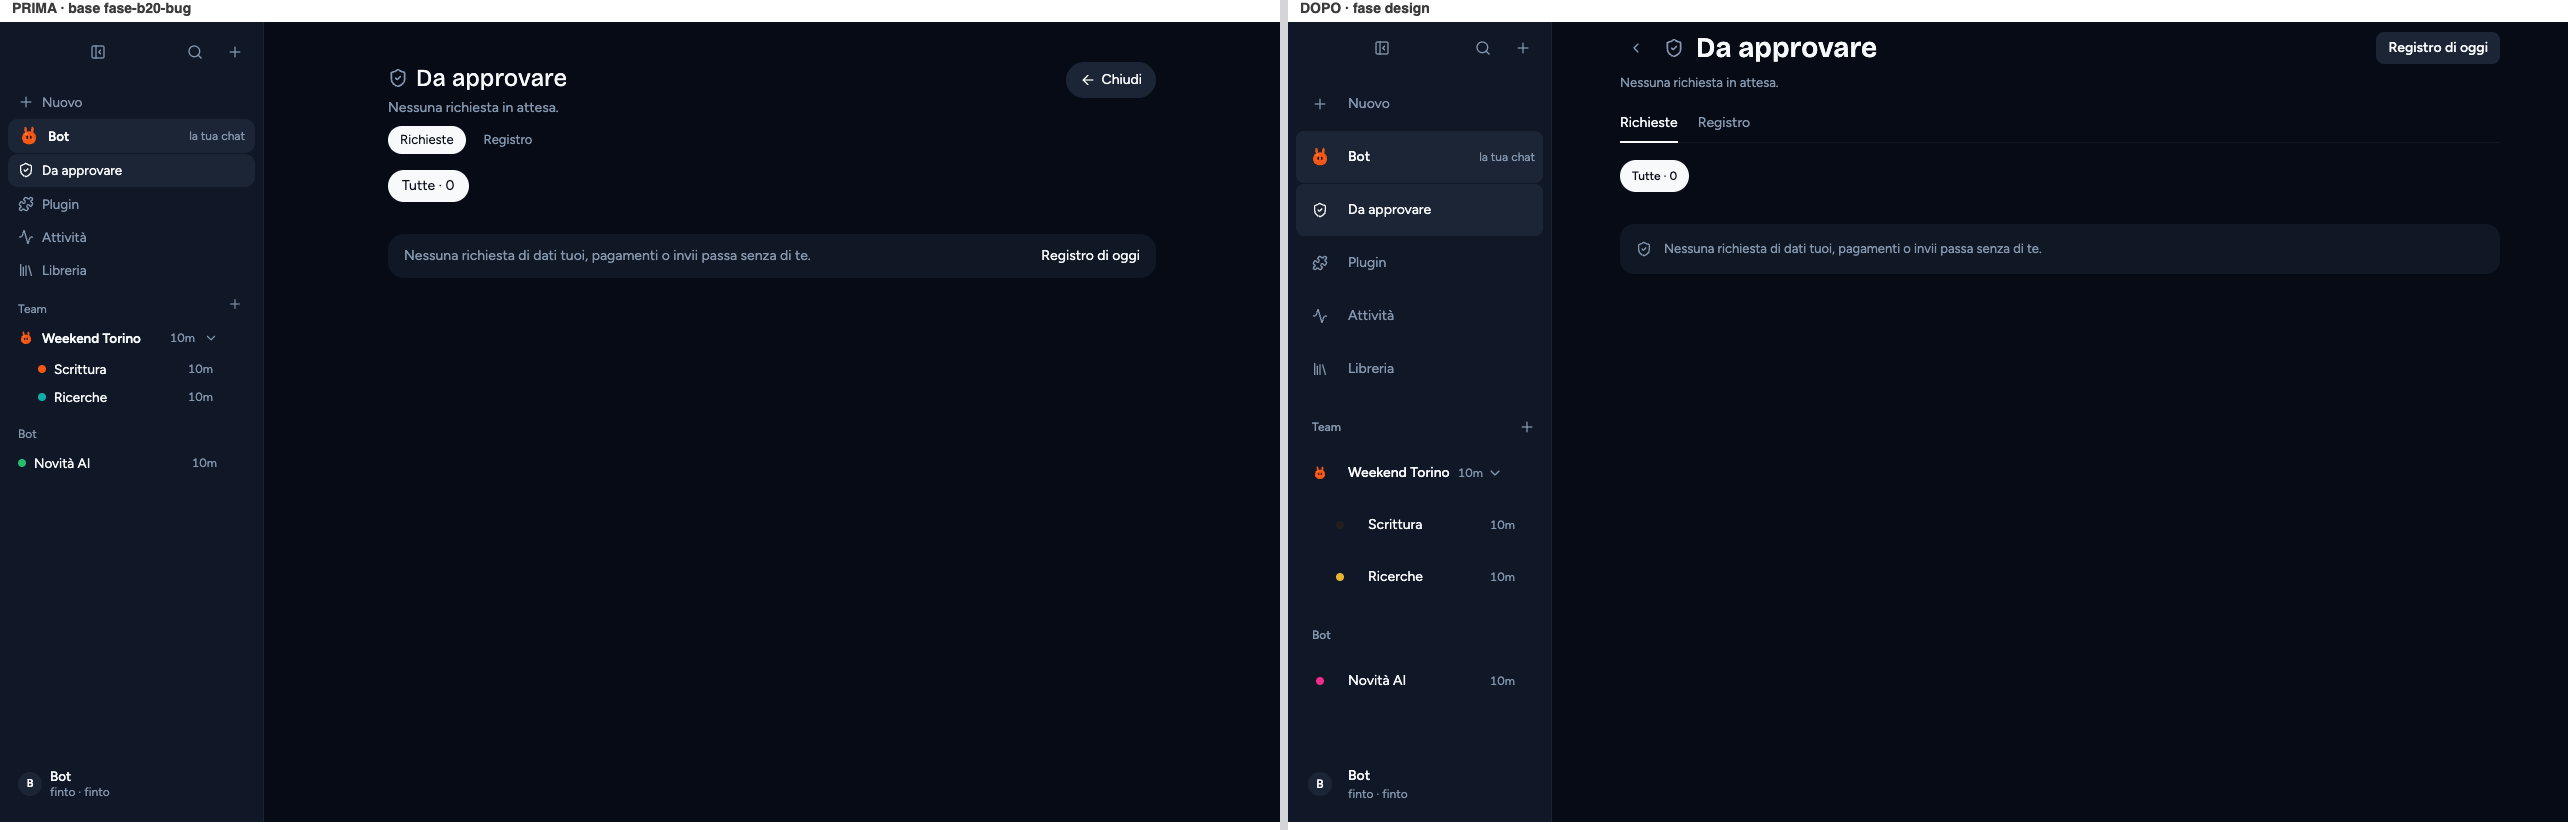 PRIMA · base fase-b20-bug
Nuovo
Bot la tua chat
Da approvare
Plugin
Attività
Libreria
Team
Weekend Torino 10m
Scrittura 10m
Ricerche 10m
Bot
Novità AI 10m
B Bot
finto · finto
Da approvare
Chiudi
Nessuna richiesta in attesa.
Richieste Registro
Tutte · 0
Nessuna richiesta di dati tuoi, pagamenti o invii passa senza di te. Registro di oggi
DOPO · fase design
Nuovo
Bot la tua chat
Da approvare
Plugin
Attività
Libreria
Team
Weekend Torino 10m
Scrittura 10m
Ricerche 10m
Bot
Novità AI 10m
B Bot
finto · finto
Da approvare
Registro di oggi
Nessuna richiesta in attesa.
Richieste Registro
Tutte · 0
Nessuna richiesta di dati tuoi, pagamenti o invii passa senza di te.